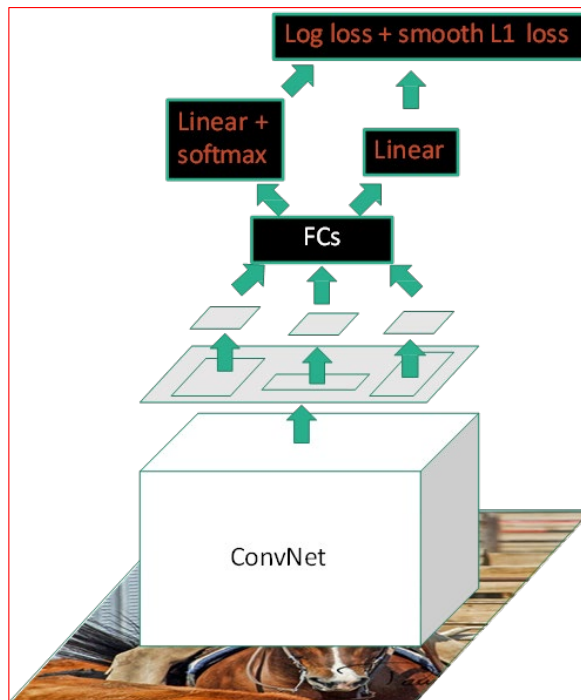 Log loss + smooth L1 loss
Linear +
softmax
Linear
FCs
ConvNet